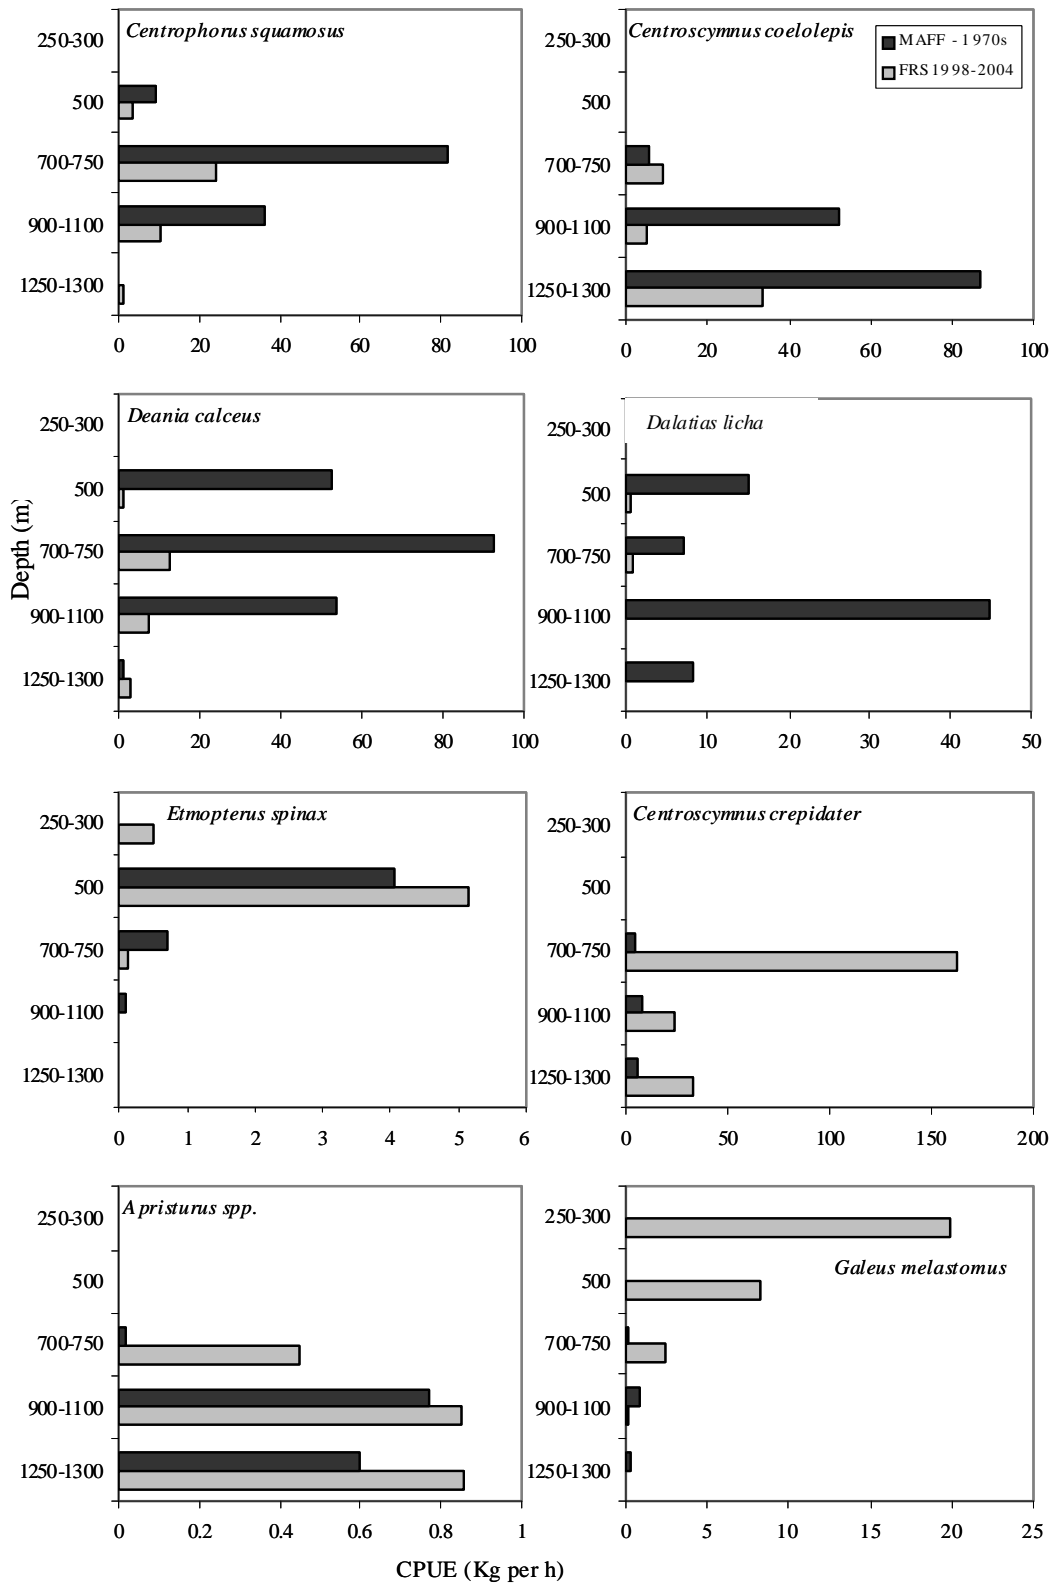 Centrophorus squamosus
250-300
500
700-750
900-1100
1250-1300
0 20 40 60 80 100
Centroscymnus coelolepis
MAFF - 1970s
FRS 1998-2004
250-300
500
700-750
900-1100
1250-1300
0 20 40 60 80 100
Depth (m)
Deania calceus
250-300
500
700-750
900-1100
1250-1300
0 20 40 60 80 100
Dalatias licha
250-300
500
700-750
900-1100
1250-1300
0 10 20 30 40 50
Etmopterus spinax
250-300
500
700-750
900-1100
1250-1300
0 1 2 3 4 5 6
Centroscymnus crepidater
250-300
500
700-750
900-1100
1250-1300
0 50 100 150 200
Apristurus spp.
250-300
500
700-750
900-1100
1250-1300
0 0.2 0.4 0.6 0.8 1
250-300
Galeus melastomus
500
700-750
900-1100
1250-1300
0 5 10 15 20 25
CPUE (Kg per h)